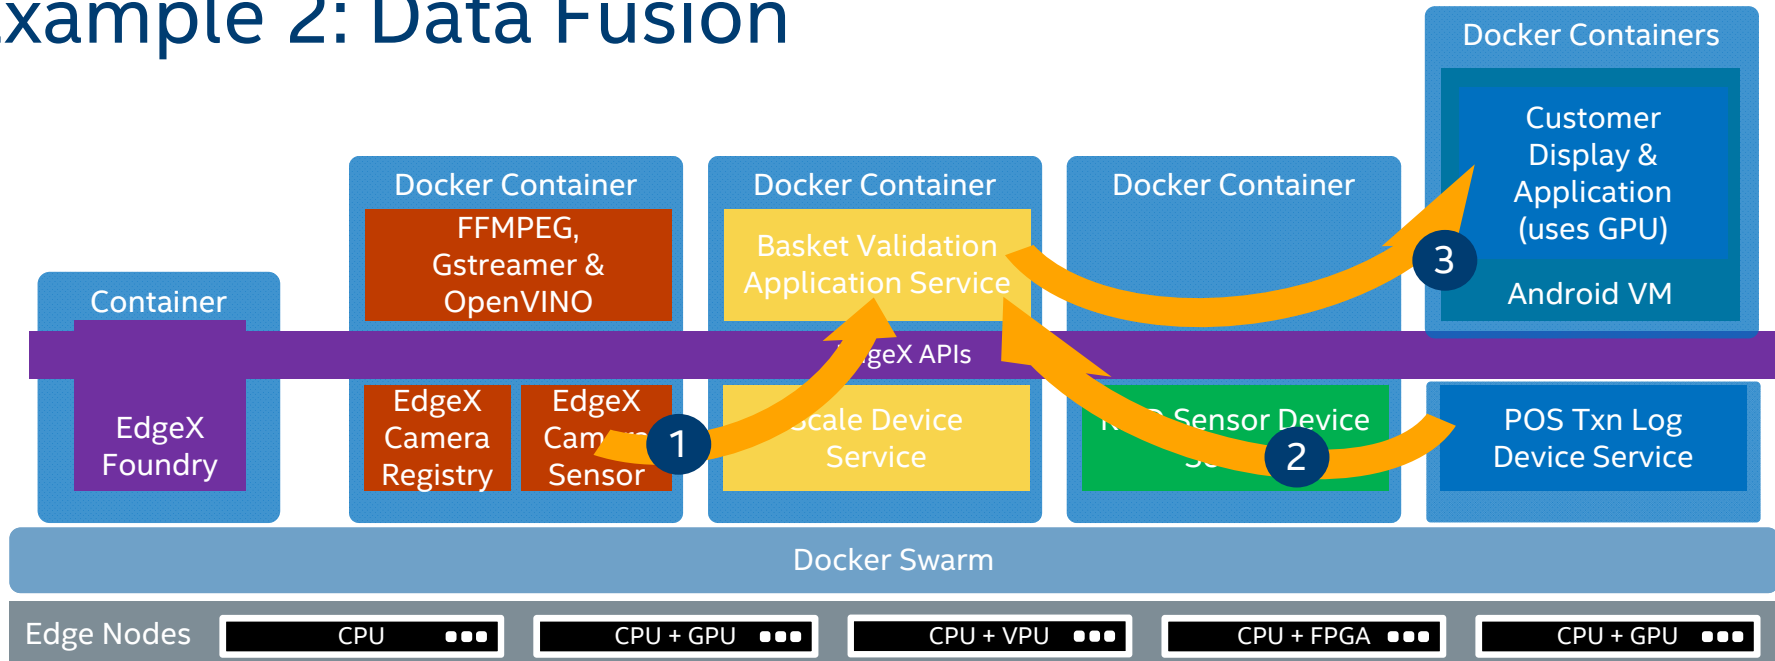 xample 2: Data Fusion
Docker Containers
Customer
Display &
Application
(uses GPU)
Android VM
3
Docker Container
FFMPEG,
Gstreamer &
OpenVINO
Docker Container
Basket Validation
Application Service
Docker Container
Container
EdgeX
Foundry
geX APIs
EdgeX
Camera
Registry
EdgeX
Camera
Sensor
1
Scale Device
Service
Sensor Device
2
POS Txn Log
Device Service
Docker Swarm
Edge Nodes
CPU
CPU + GPU
CPU + VPU
CPU + FPGA
CPU + GPU